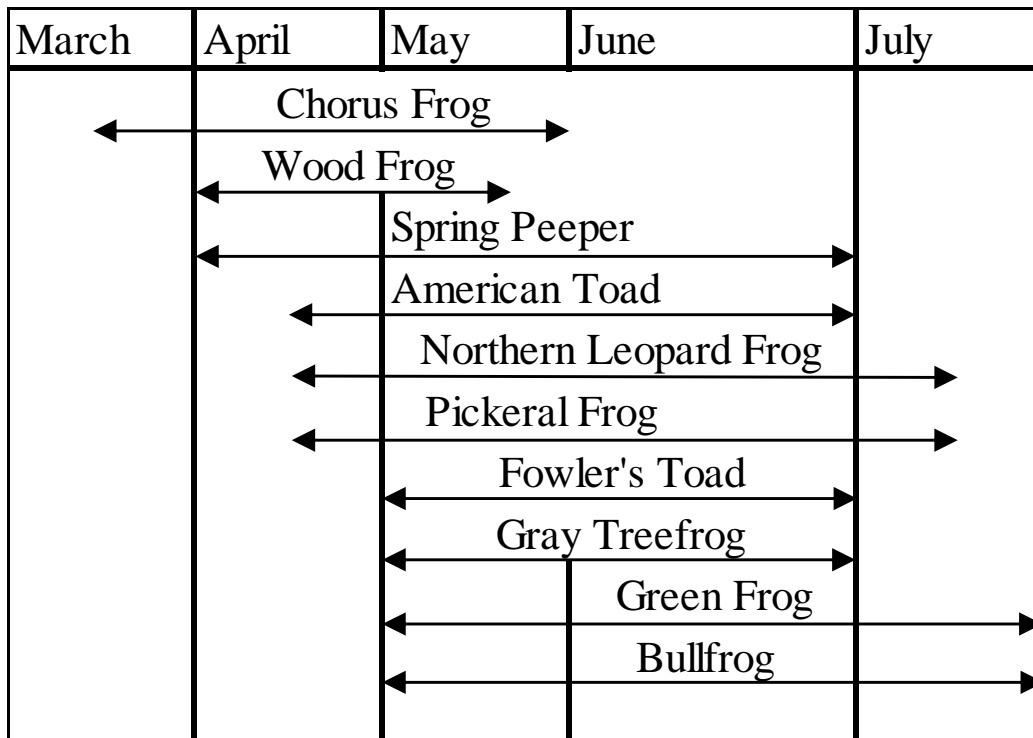 March April May June July
Chorus Frog
Wood Frog
Spring Peeper
American Toad
Northern Leopard Frog
Pickeral Frog
Fowler's Toad
Gray Treefrog
Green Frog
Bullfrog